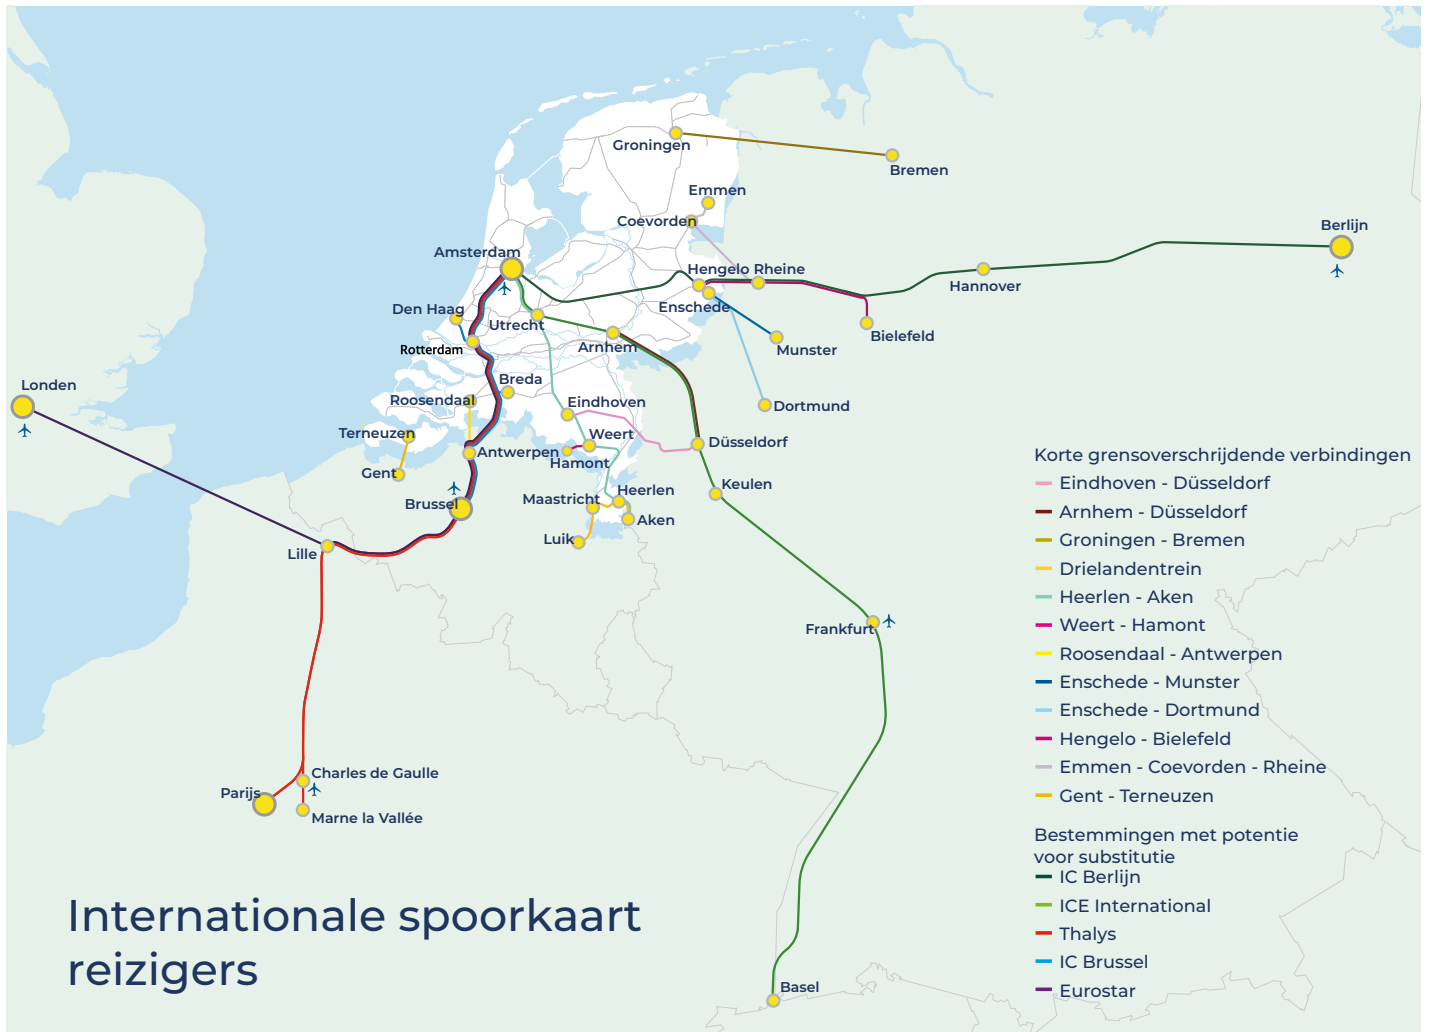 Groningen
Bremen
Emmen
Coevorden
Berlijn
Amsterdam
Hengelo
Rheine
Hannover
Den Haag
Enschede
Utrecht
Bielefeld
Rotterdam
Arnhem
Munster
Londen
Breda
Roosendaal
Eindhoven
Dortmund
Terneuzen
Weert
Düsseldorf
Antwerpen
Hamont
Gent
Keulen
Heerlen
Maastricht
Brussel
Aken
Luik
Lille
Frankfurt
Charles de Gaulle
Parijs
Marne la Vallée
Basel
Korte grensoverschrijdende verbindingen
Eindhoven - Düsseldorf
Arnhem - Düsseldorf
Groningen - Bremen
Drielandentrein
Heerlen - Aken
Weert - Hamont
Roosendaal - Antwerpen
Enschede - Munster
Enschede - Dortmund
Hengelo - Bielefeld
Emmen - Coevorden - Rheine
Gent - Terneuzen
Bestemmingen met potentie
voor substitutie
IC Berlijn
ICE International
Thalys
IC Brussel
Eurostar
Internationale spoorkaart
reizigers